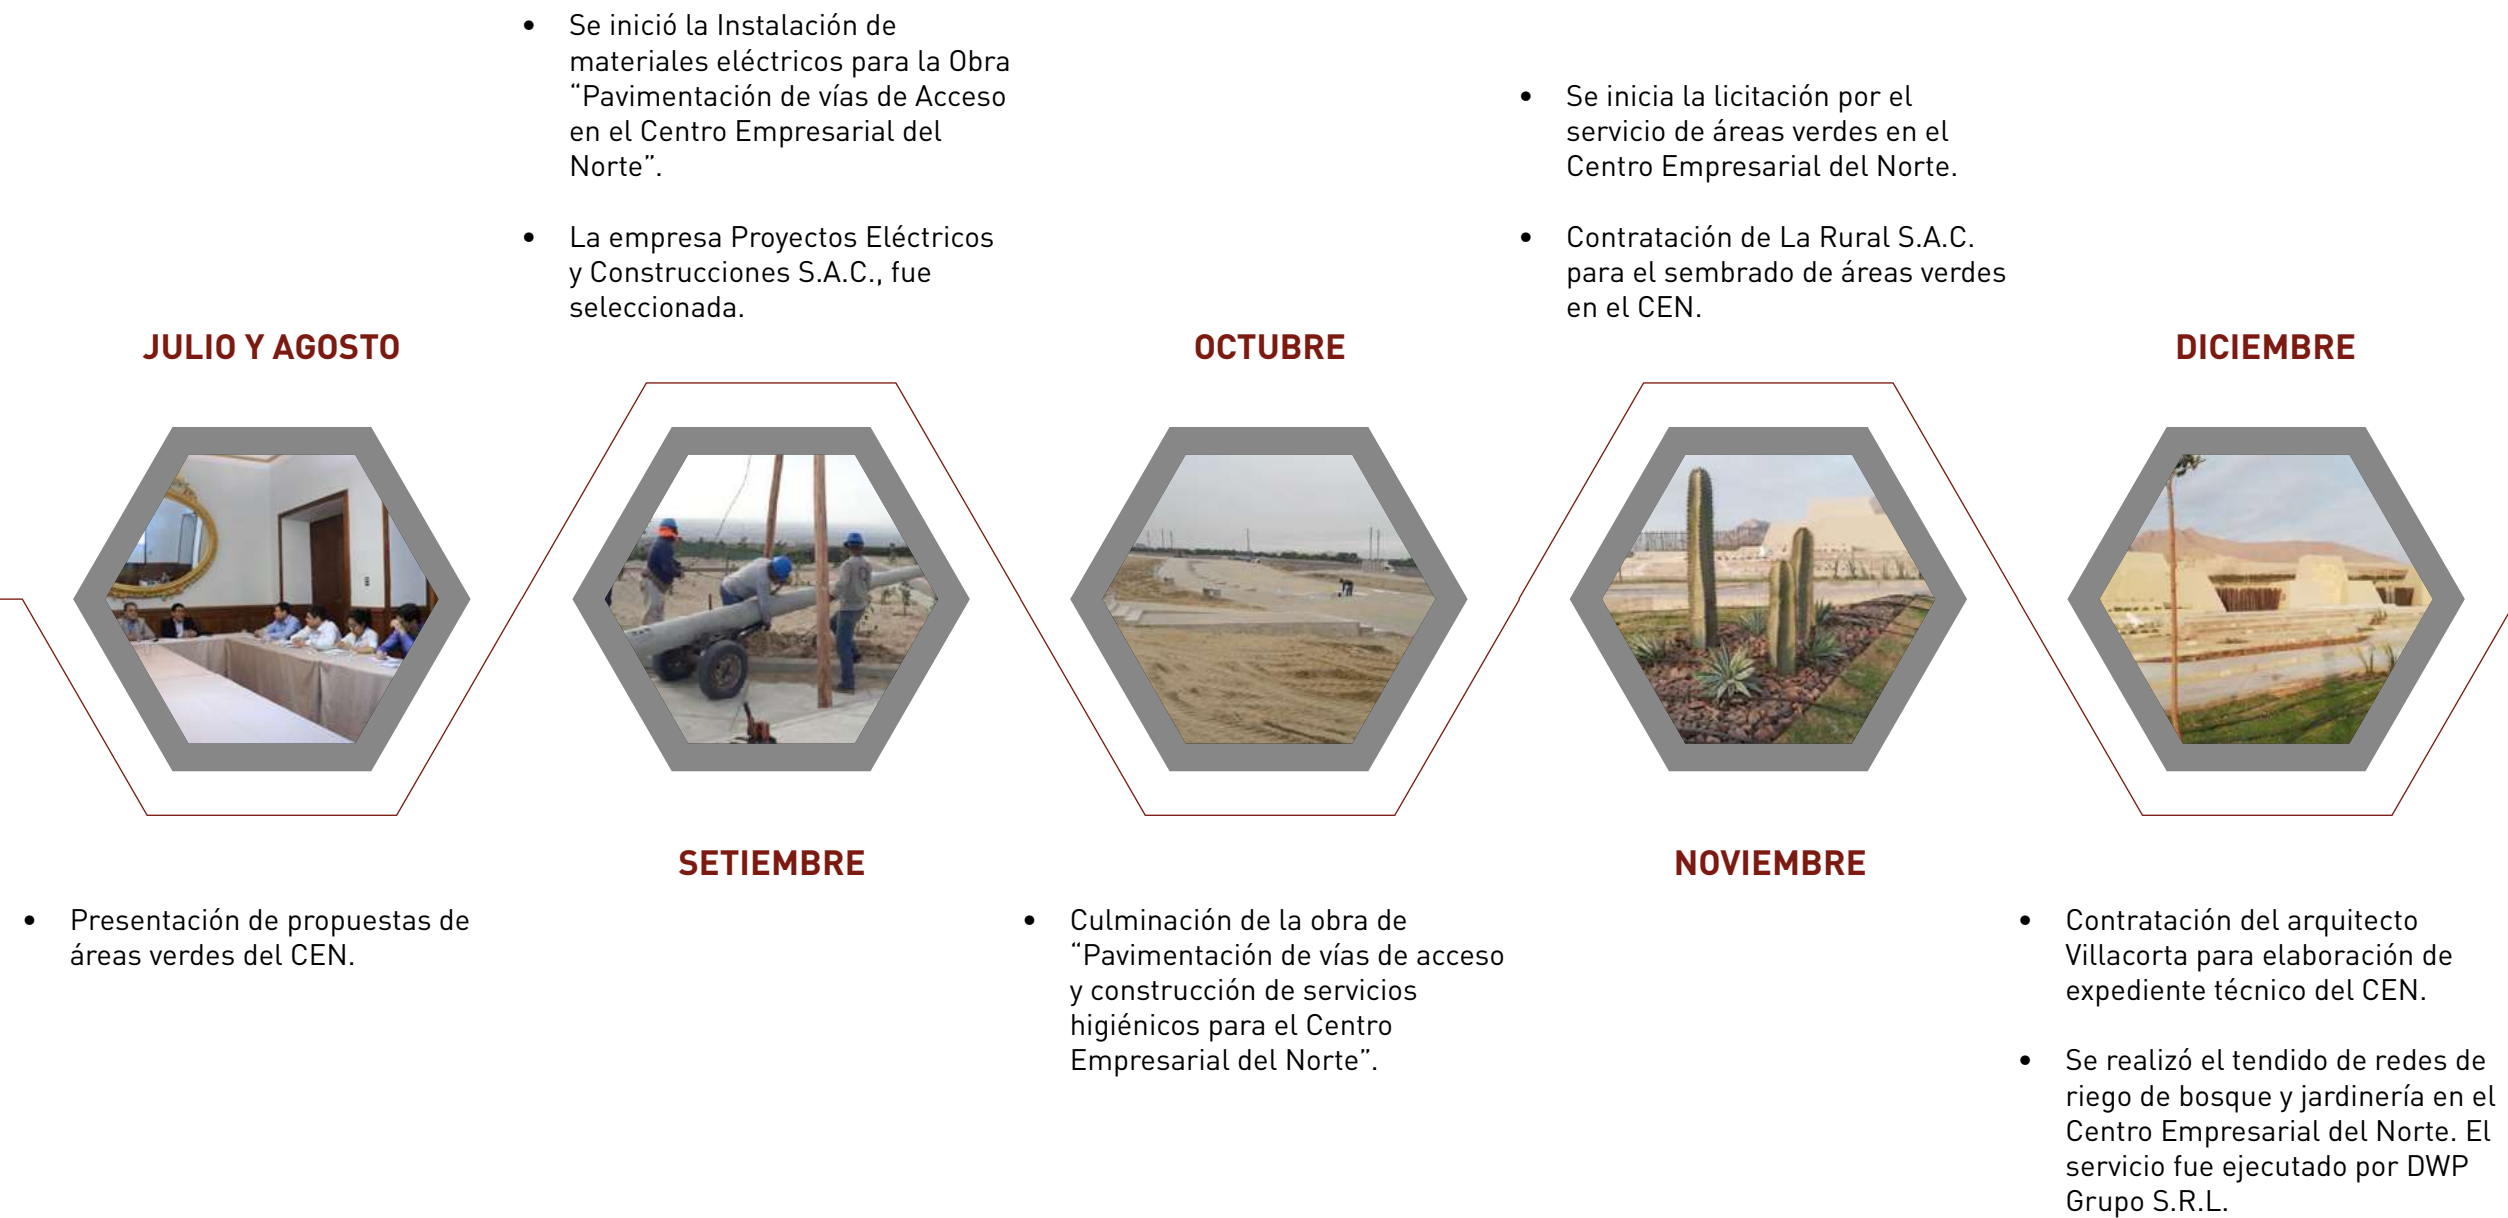 JULIO Y AGOSTO
• Presentación de propuestas de
áreas verdes del CEN.
• Se inició la Instalación de
materiales eléctricos para la Obra
“Pavimentación de vías de Acceso
en el Centro Empresarial del
Norte”.
• La empresa Proyectos Eléctricos
y Construcciones S.A.C., fue
seleccionada.
SETIEMBRE
OCTUBRE
• Culminación de la obra de
“Pavimentación de vías de acceso
y construcción de servicios
higiénicos para el Centro
Empresarial del Norte”.
• Se inicia la licitación por el
servicio de áreas verdes en el
Centro Empresarial del Norte.
• Contratación de La Rural S.A.C.
para el sembrado de áreas verdes
en el CEN.
NOVIEMBRE
DICIEMBRE
• Contratación del arquitecto
Villacorta para elaboración de
expediente técnico del CEN.
• Se realizó el tendido de redes de
riego de bosque y jardinería en el
Centro Empresarial del Norte. El
servicio fue ejecutado por DWP
Grupo S.R.L.